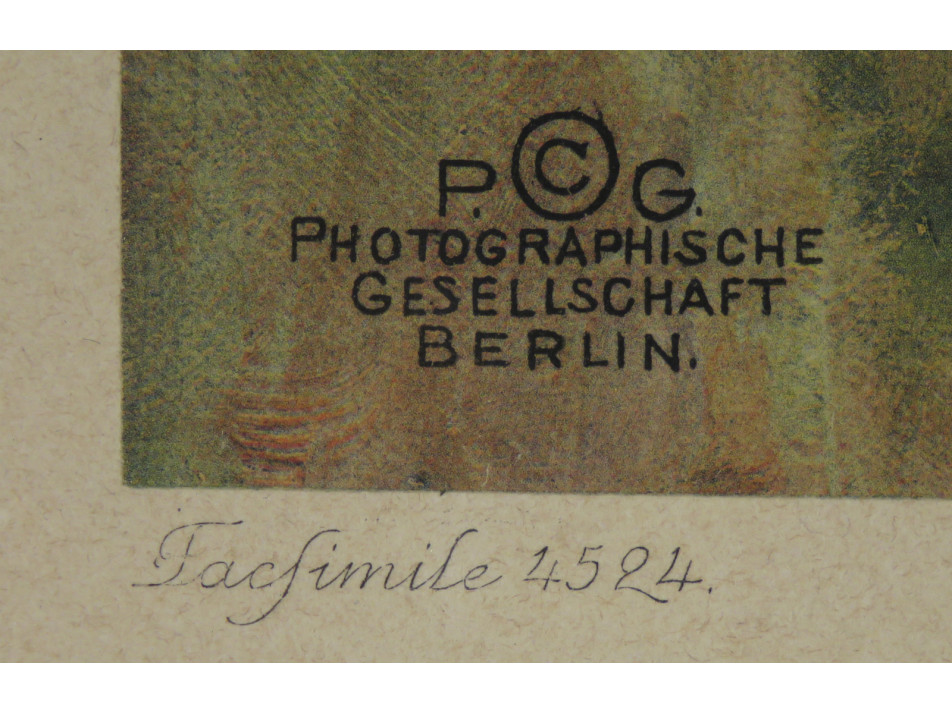 P. © G.
PHOTOGRAPHISCHE
GESELLSCHAFT
BERLIN.
Facſimile 4524.